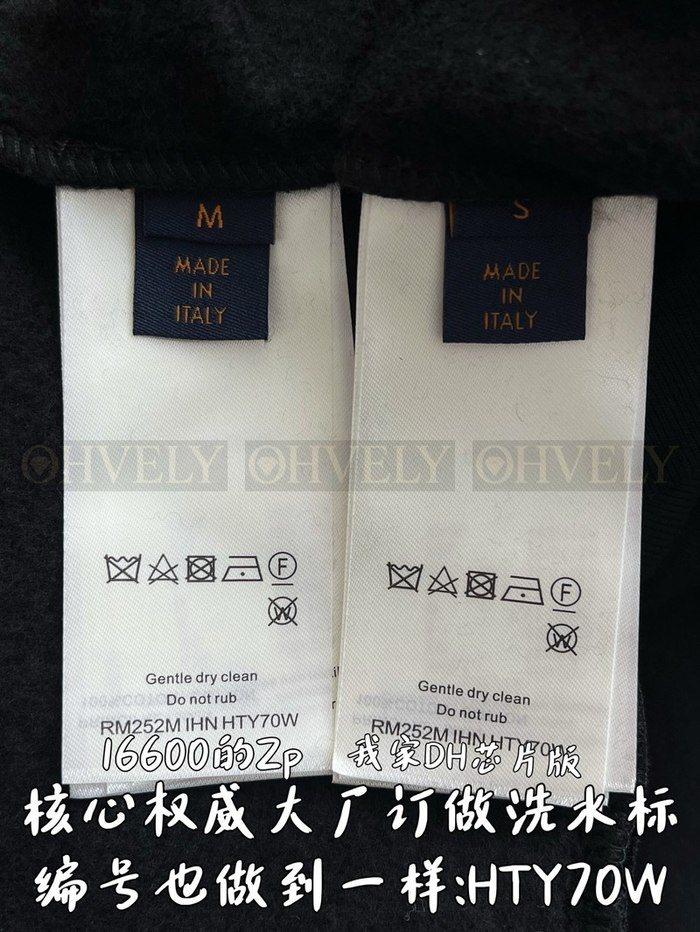 M
MADE
IN
ITALY
S
MADE
IN
ITALY
OHVELY OHVELY OHVELY
F
W
Gentle dry clean
Do not rub
RM252M IHN HTY70W
F
W
Gentle dry clean
Do not rub
RM252M IHN HTY70W
16600的Zp 我家DH芯片版
核心权威大厂订做洗水标
编号也做到一样:HTY70W